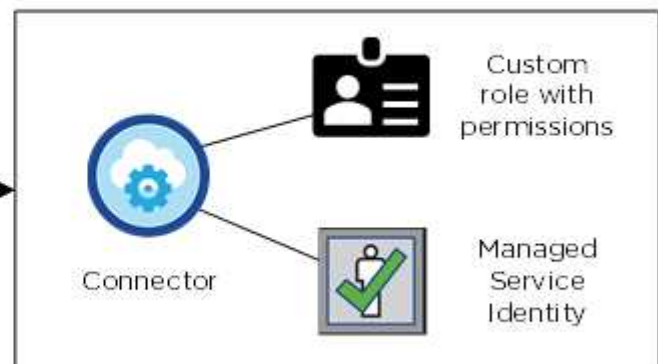 Custom
role with
permissions
Connector
Managed
Service
Identity